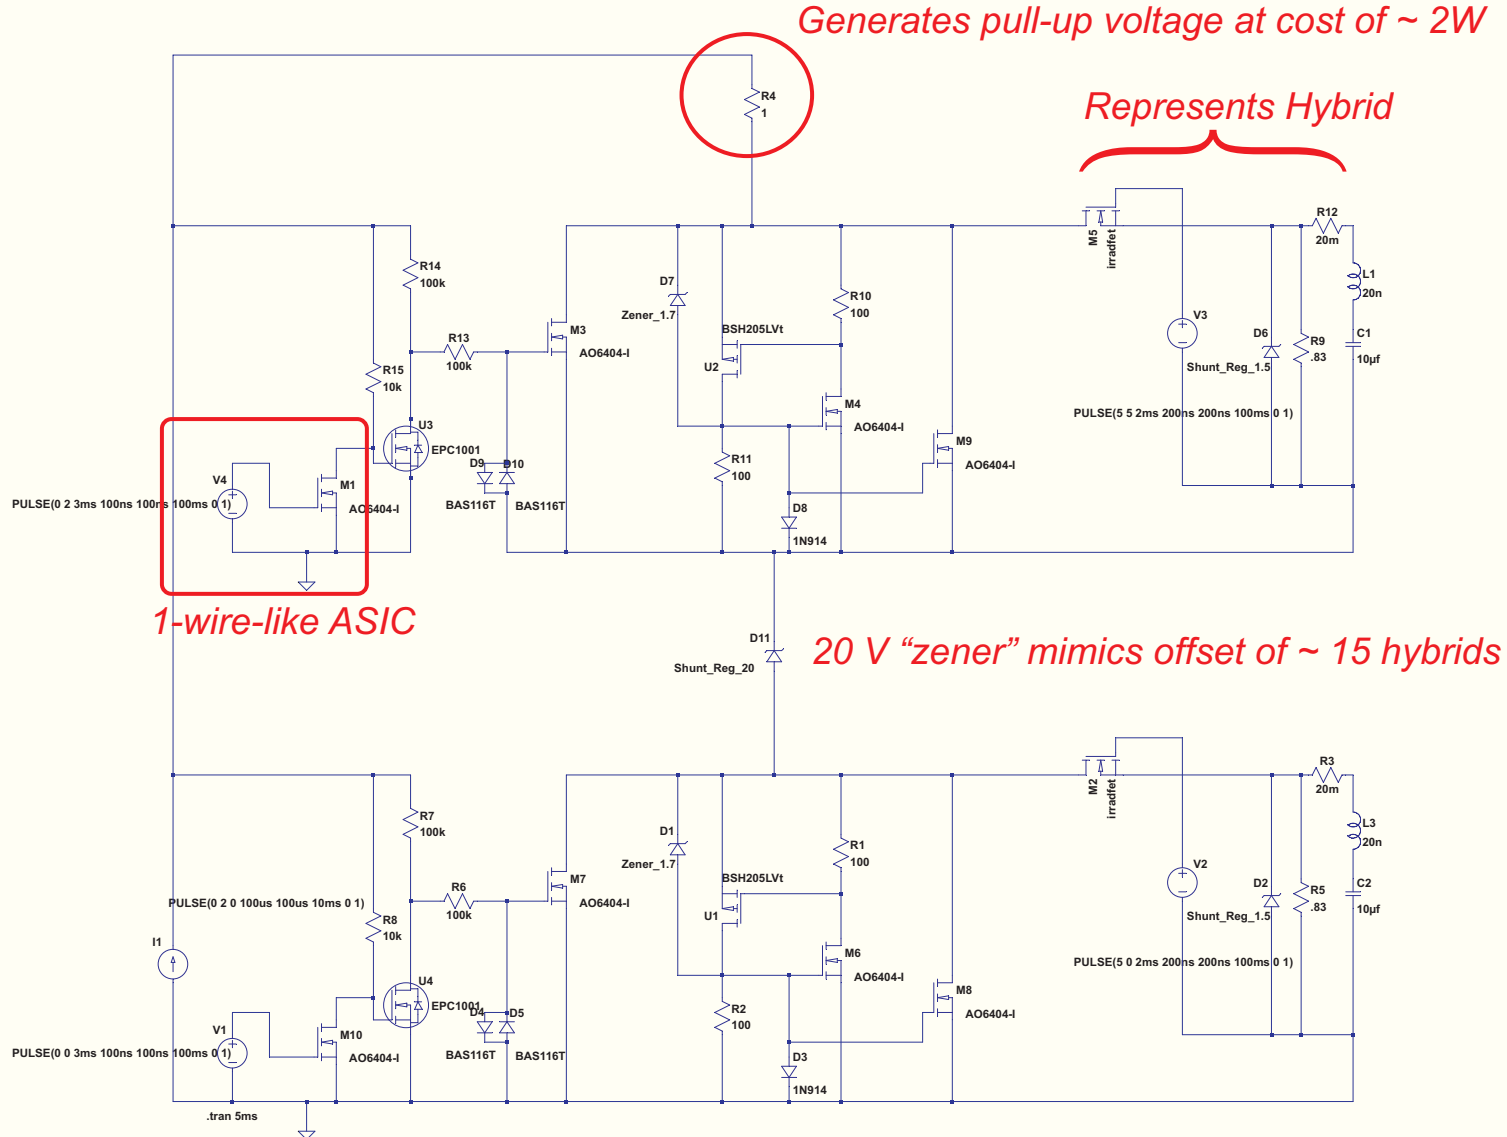 Generates pull-up voltage at cost of ~ 2W
R4
1
Represents Hybrid
R12
20m
M5
irradfet
R14
100k
D7
Zener_1.7
R10
100
L1
20n
V3
BSH205LVt
M3
AO6404-I
R13
100k
D6
Shunt_Reg_1.5
R9
.83
C1
10µf
R15
10k
U2
M4
AO6404-I
PULSE(5 5 2ms 200ns 200ns 100ms 0 1)
U3
EPC1001
M9
AO6404-I
R11
100
D9
D10
V4
M1
AO6404-I
PULSE(0 2 3ms 100ns 100ns 100ms 0 1)
BAS116T
BAS116T
D8
1N914
1-wire-like ASIC
D11
Shunt_Reg_20
20 V “zener” mimics offset of ~ 15 hybrids
R3
20m
M2
irradfet
R7
100k
D1
Zener_1.7
R1
100
L3
20n
V2
BSH205LVt
M7
AO6404-I
R6
100k
D2
Shunt_Reg_1.5
R5
.83
C2
10µf
PULSE(0 2 0 100us 100us 10ms 0 1)
R8
10k
U1
I1
M6
AO6404-I
PULSE(5 0 2ms 200ns 200ns 100ms 0 1)
U4
EPC1001
M8
AO6404-I
R2
100
D4
D5
V1
M10
AO6404-I
PULSE(0 0 3ms 100ns 100ns 100ms 0 1)
BAS116T
BAS116T
D3
1N914
.tran 5ms